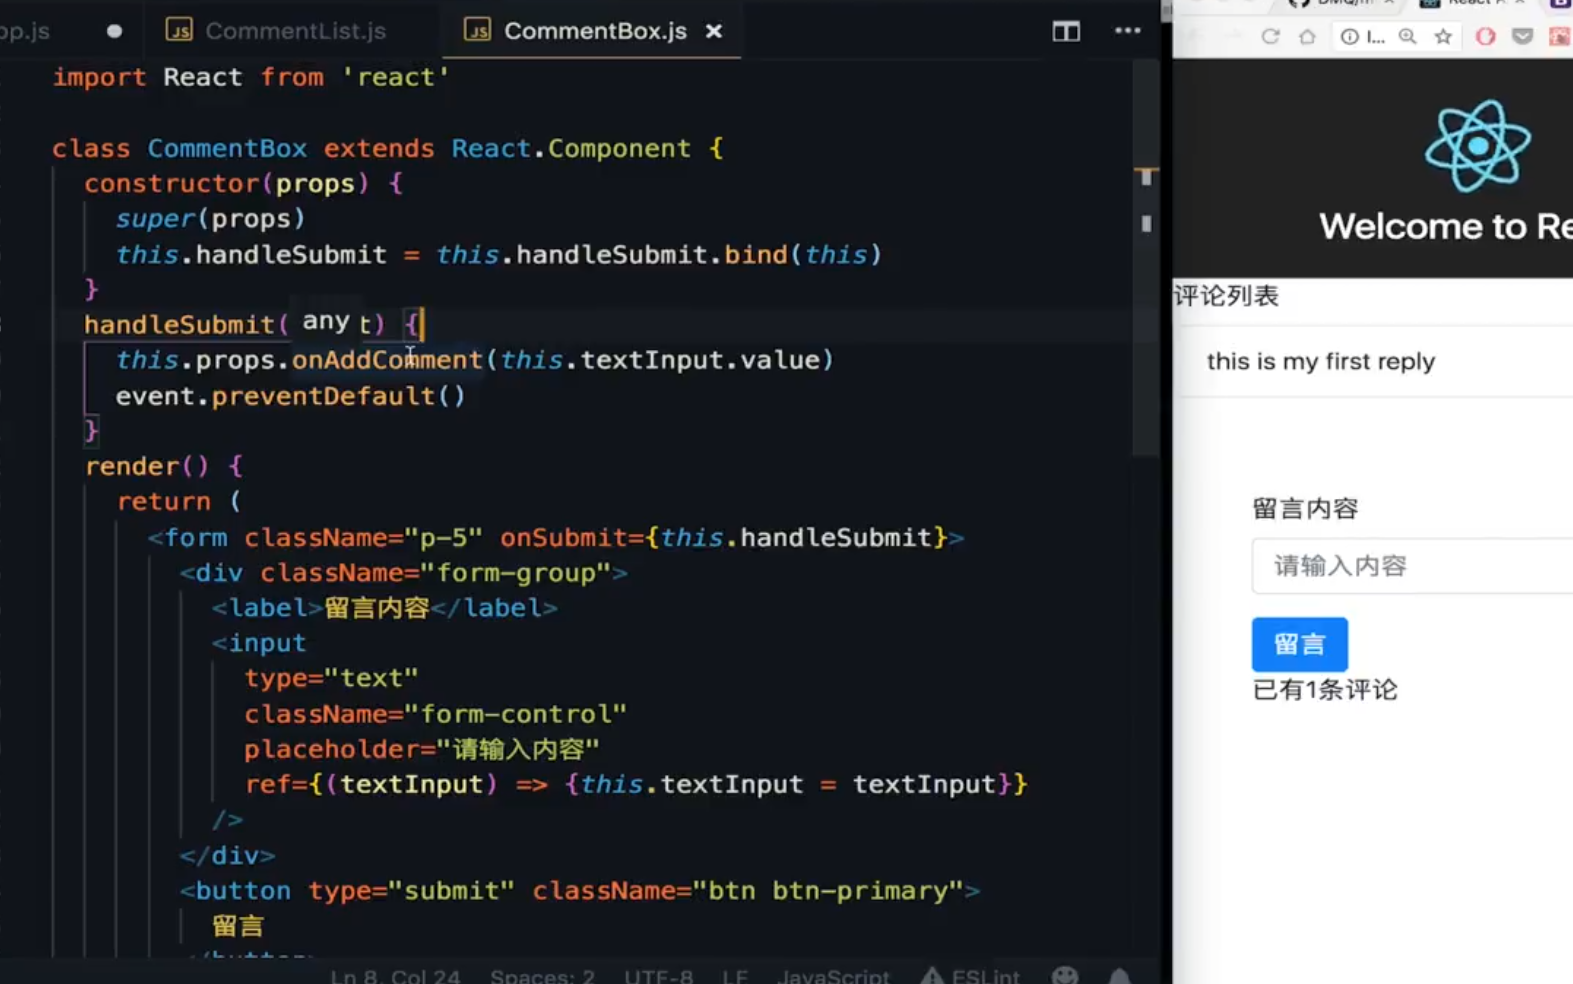 pp.js
CommentList.js
CommentBox.js
import React from 'react'
class CommentBox extends React.Component {
constructor(props) {
super(props)
this.handleSubmit = this.handleSubmit.bind(this)
}
handleSubmit( any t) {
this.props.onAddComment(this.textInput.value)
event.preventDefault()
}
render() {
return (
<form className="p-5" onSubmit={this.handleSubmit}>
<div className="form-group">
<label>留言内容</label>
<input
type="text"
className="form-control"
placeholder="请输入内容"
ref={(textInput) => {this.textInput = textInput}}
/>
</div>
<button type="submit" className="btn btn-primary">
留言
</button>
Ln 8, Col 24 Spaces: 2 UTF-8 LF JavaScript ESLint
Welcome to Re
评论列表
this is my first reply
留言内容
请输入内容
留言
已有1条评论